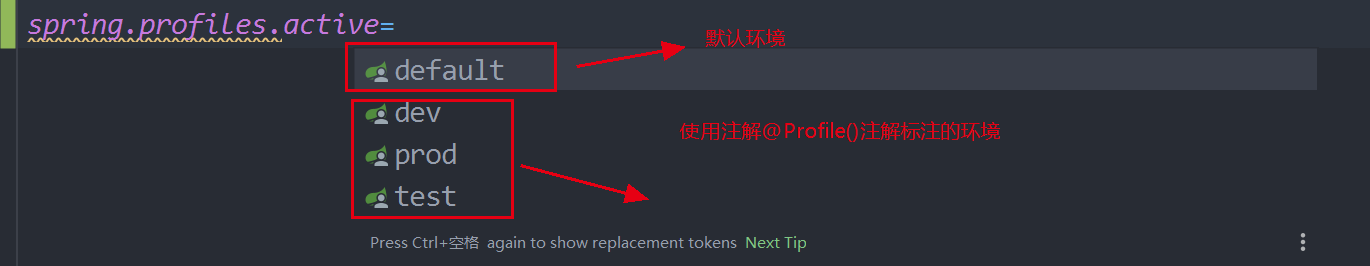 spring.profiles.active=
默认环境
default
dev
使用注解@Profile()注解标注的环境
prod
test
Press Ctrl+空格 again to show replacement tokens Next Tip